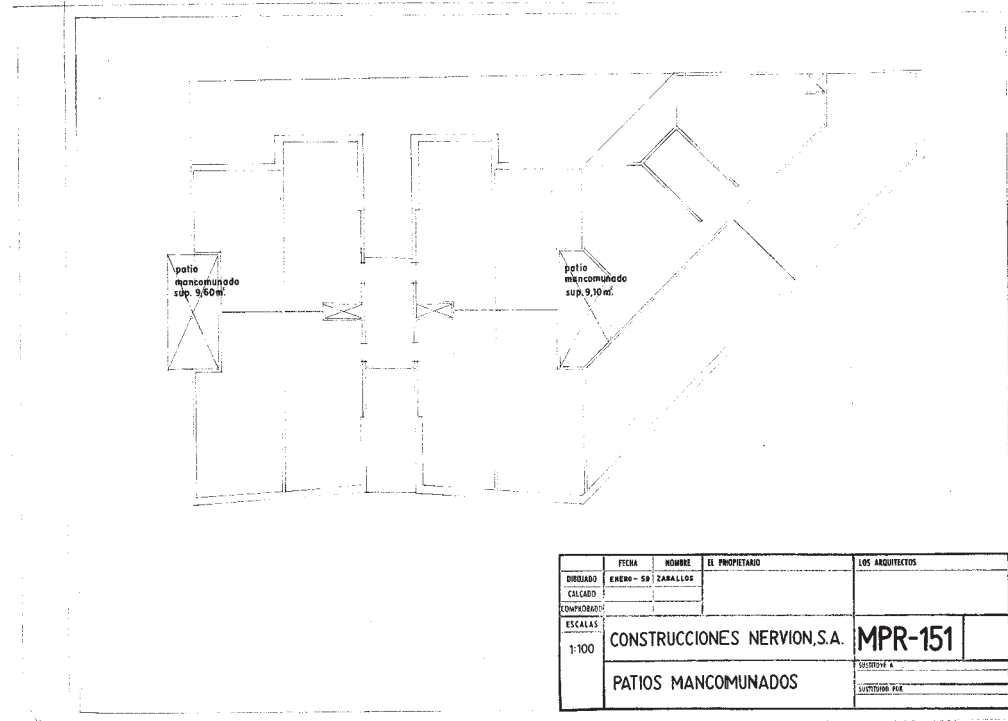 patio
mancomunado
sup. 9,60 m².
patio
mancomunado
sup. 9,10 m².
FECHA NOMBRE EL PROPIETARIO LOS ARQUITECTOS
DIBUJADO ENERO - 59 ZABALLOS
CALCADO
COMPROBADO
ESCALAS
1:100
CONSTRUCCIONES NERVION, S.A.
MPR-151
SUSTITUYE A
PATIOS MANCOMUNADOS
SUSTITUIDO POR